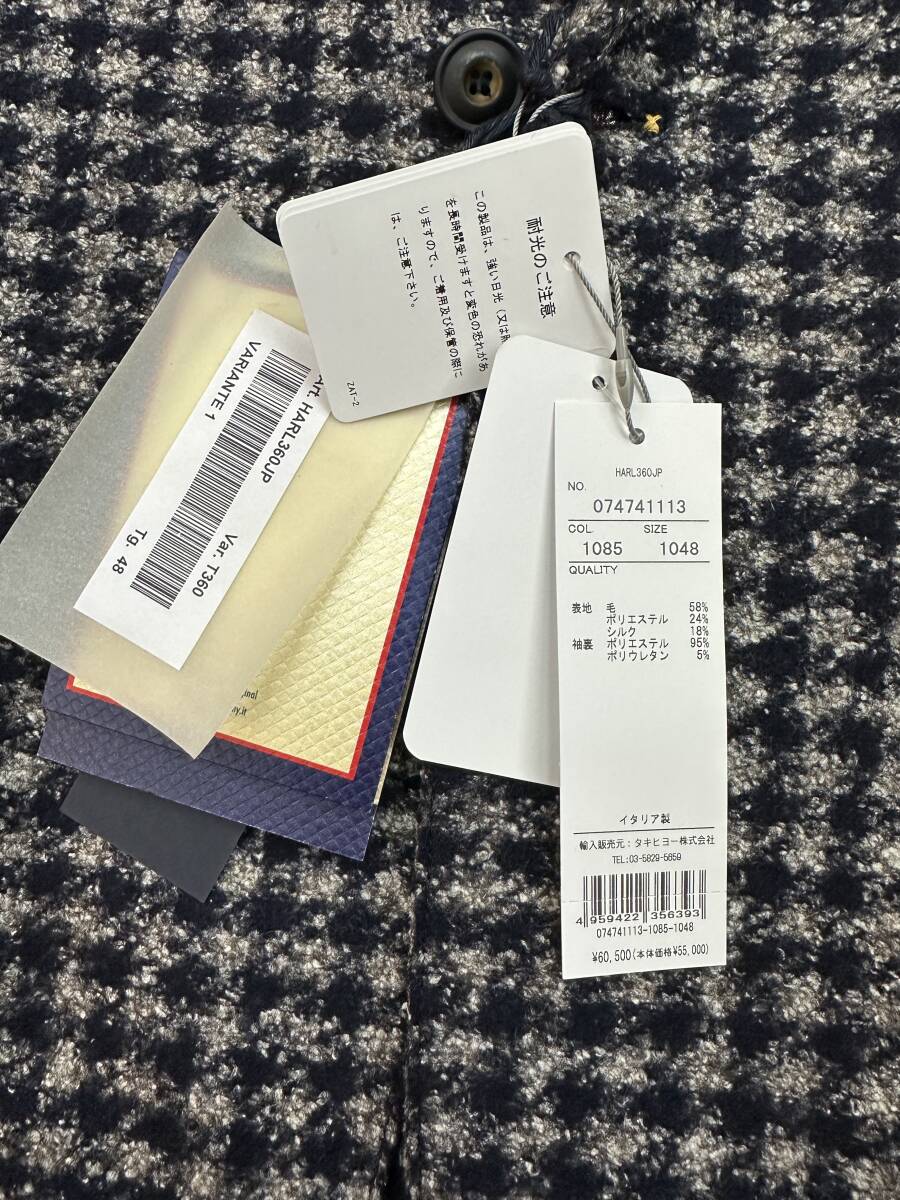 耐光のご注意
この製品は、強い日光（又は
を長時間受けますと変色の恐れがあ
りますので、ご着用及び保管の際に
は、ご注意下さい。
ZAT-2
Art. HARL360JP
Var. T360
VARIANTE 1
Tg. 48
HARL360JP
NO.
074741113
COL. SIZE
1085 1048
QUALITY
表地 毛 58%
ポリエステル 24%
シルク 18%
袖裏 ポリエステル 95%
ポリウレタン 5%
イタリア製
輸入販売元：タキヒヨー株式会社
TEL:03-5829-5659
4 959422 356393
074741113-1085-1048
¥60,500(本体価格¥55,000)